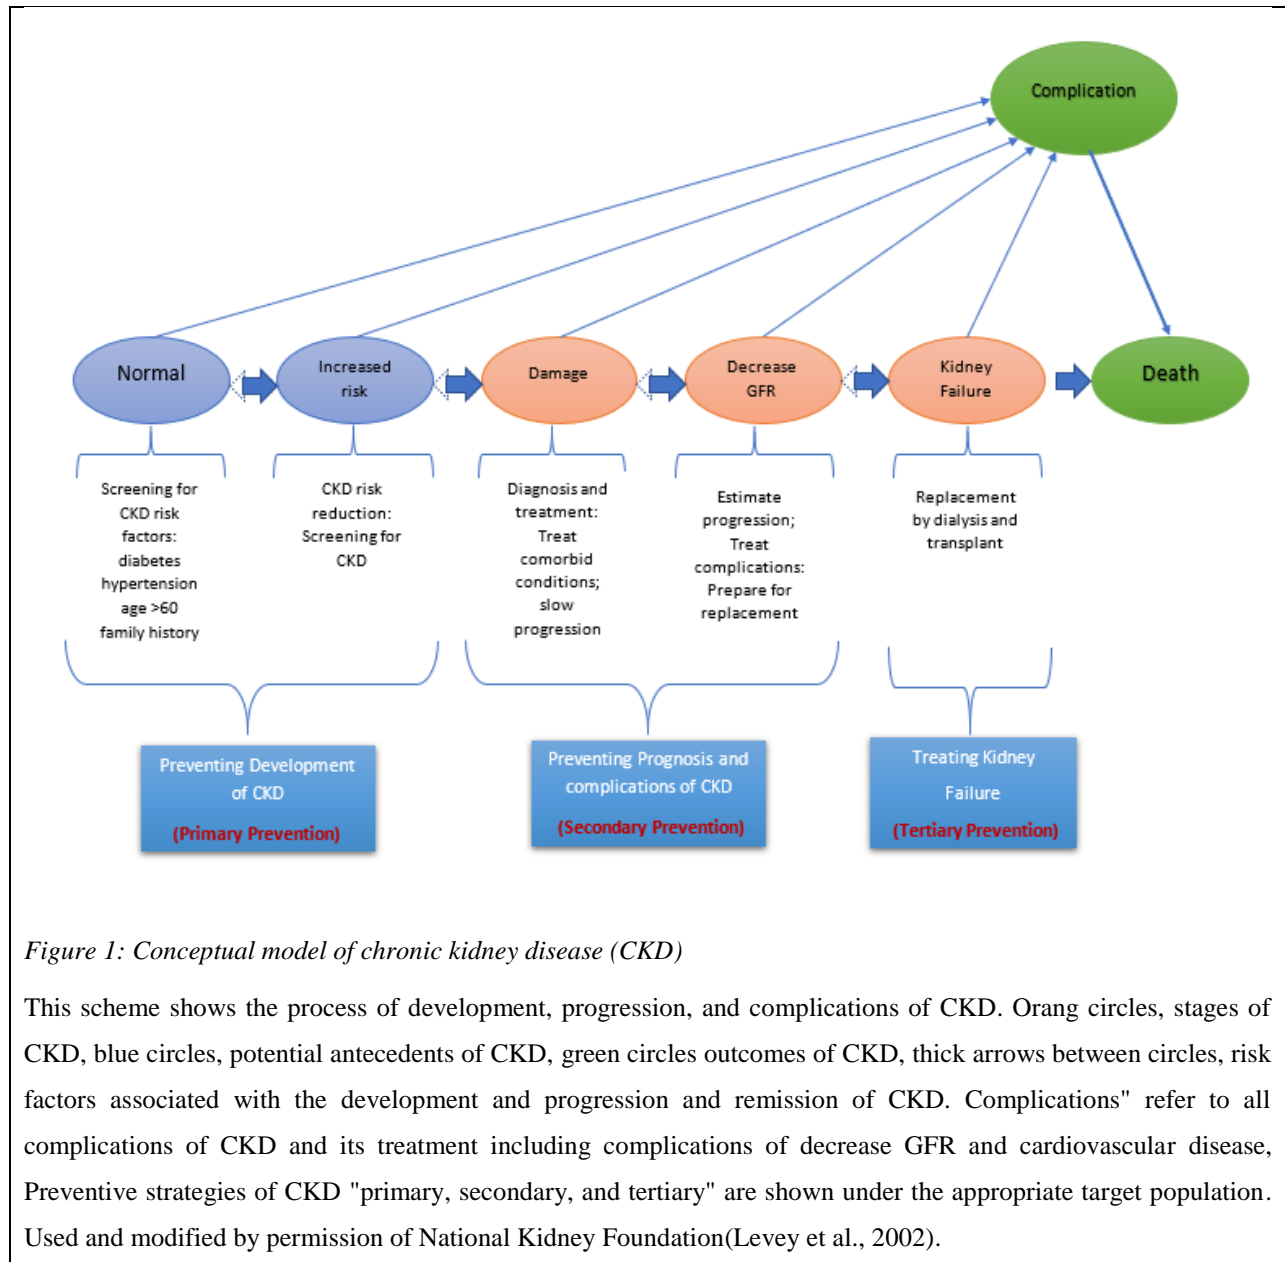 Complication
Normal
Increased
risk
Damage
Decrease
GFR
Kidney
Failure
Death
Screening for
CKD risk
factors:
diabetes
hypertension
age >60
family history
CKD risk
reduction:
Screening for
CKD
Diagnosis and
treatment:
Treat
comorbid
conditions;
slow
progression
Estimate
progression;
Treat
complications:
Prepare for
replacement
Replacement
by dialysis and
transplant
Preventing Development
of CKD
(Primary Prevention)
Preventing Prognosis and
complications of CKD
(Secondary Prevention)
Treating Kidney
Failure
(Tertiary Prevention)
Figure 1: Conceptual model of chronic kidney disease (CKD)
This scheme shows the process of development, progression, and complications of CKD. Orang circles, stages of
CKD, blue circles, potential antecedents of CKD, green circles outcomes of CKD, thick arrows between circles, risk
factors associated with the development and progression and remission of CKD. Complications" refer to all
complications of CKD and its treatment including complications of decrease GFR and cardiovascular disease,
Preventive strategies of CKD "primary, secondary, and tertiary" are shown under the appropriate target population.
Used and modified by permission of National Kidney Foundation(Levey et al., 2002).